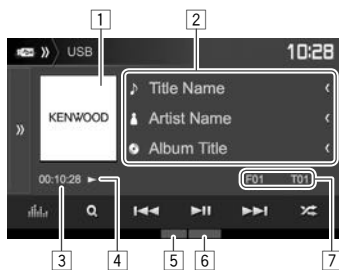 1
2
USB
10:28
KENWOOD
Title Name
Artist Name
Album Title
00:10:28
F01 T01
3
4
5
6
7